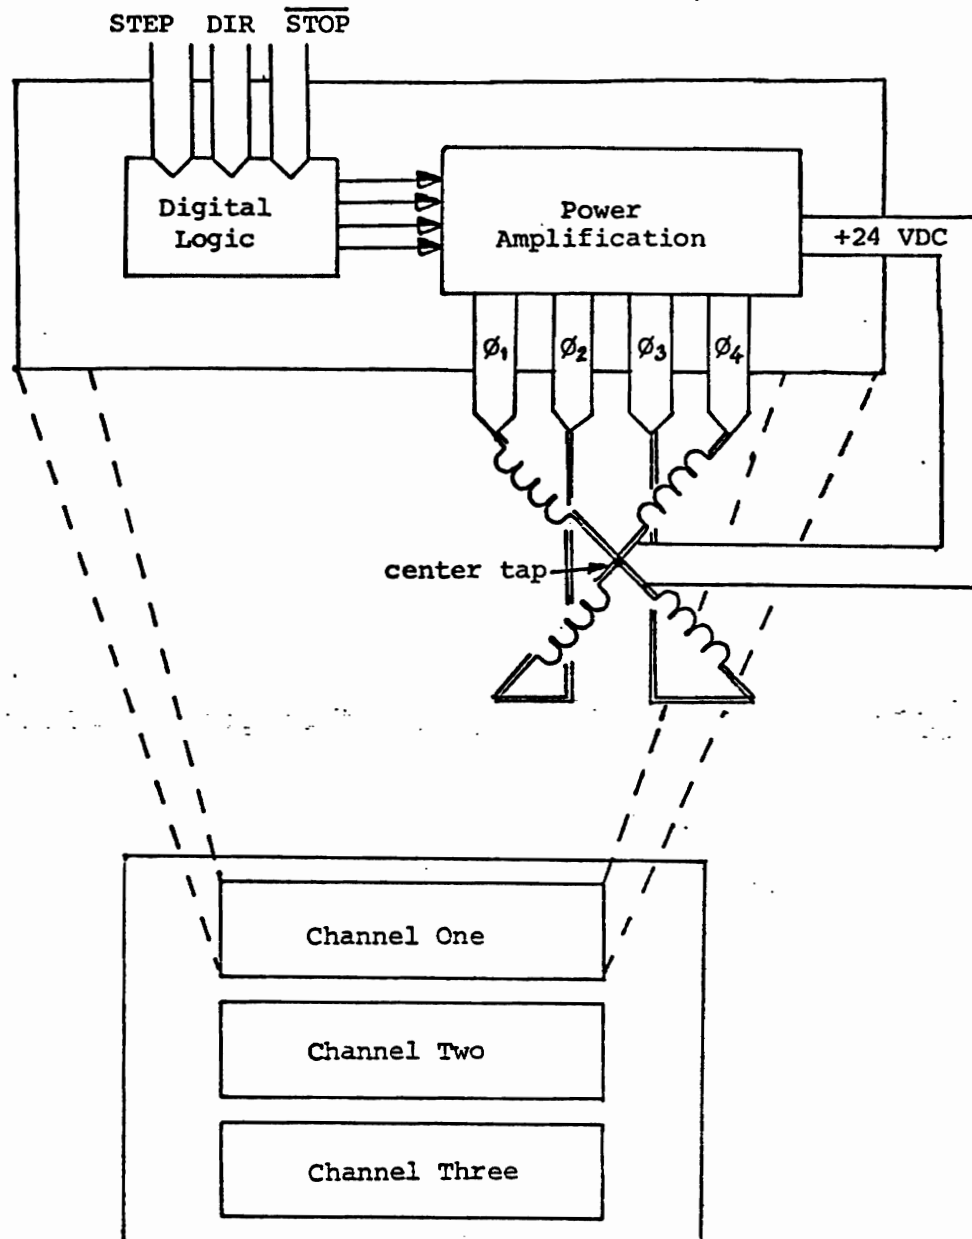 STEP DIR S̅T̅O̅P̅
Digital
Logic
Power
Amplification
+24 VDC
Ø₁ Ø₂ Ø₃ Ø₄
center tap
Channel One
Channel Two
Channel Three